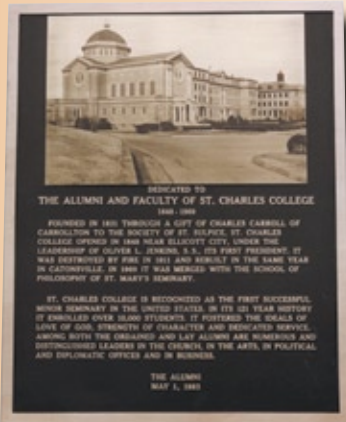 DEDICATED TO
THE ALUMNI AND FACULTY OF ST. CHARLES COLLEGE
1848-1969
FOUNDED IN 1831 THROUGH A GIFT OF CHARLES CARROLL OF
CARROLLTON TO THE SOCIETY OF ST. SULPICE, ST. CHARLES
COLLEGE OPENED IN 1848 NEAR ELLICOTT CITY, UNDER THE
LEADERSHIP OF OLIVER L. JENKINS, S.S., ITS FIRST PRESIDENT. IT
WAS DESTROYED BY FIRE IN 1911 AND REBUILT IN THE SAME YEAR
IN CATONSVILLE. IN 1969 IT WAS MERGED WITH THE SCHOOL OF
PHILOSOPHY OF ST. MARY'S SEMINARY.
ST. CHARLES COLLEGE IS RECOGNIZED AS THE FIRST SUCCESSFUL
MINOR SEMINARY IN THE UNITED STATES. IN ITS 121 YEAR HISTORY
IT ENROLLED OVER 10,000 STUDENTS. IT FOSTERED THE IDEALS OF
LOVE OF GOD, STRENGTH OF CHARACTER AND DEDICATED SERVICE.
AMONG BOTH THE ORDAINED AND LAY ALUMNI ARE NUMEROUS AND
DISTINGUISHED LEADERS IN THE CHURCH, IN THE ARTS, IN POLITICAL
AND DIPLOMATIC OFFICES AND IN BUSINESS.
THE ALUMNI
MAY 1,